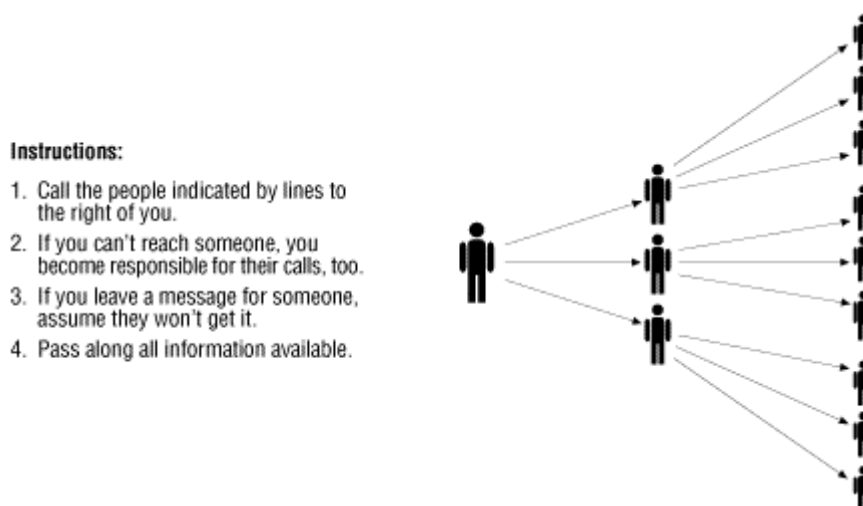 Instructions:
1. Call the people indicated by lines to
the right of you.
2. If you can't reach someone, you
become responsible for their calls, too.
3. If you leave a message for someone,
assume they won't get it.
4. Pass along all information available.